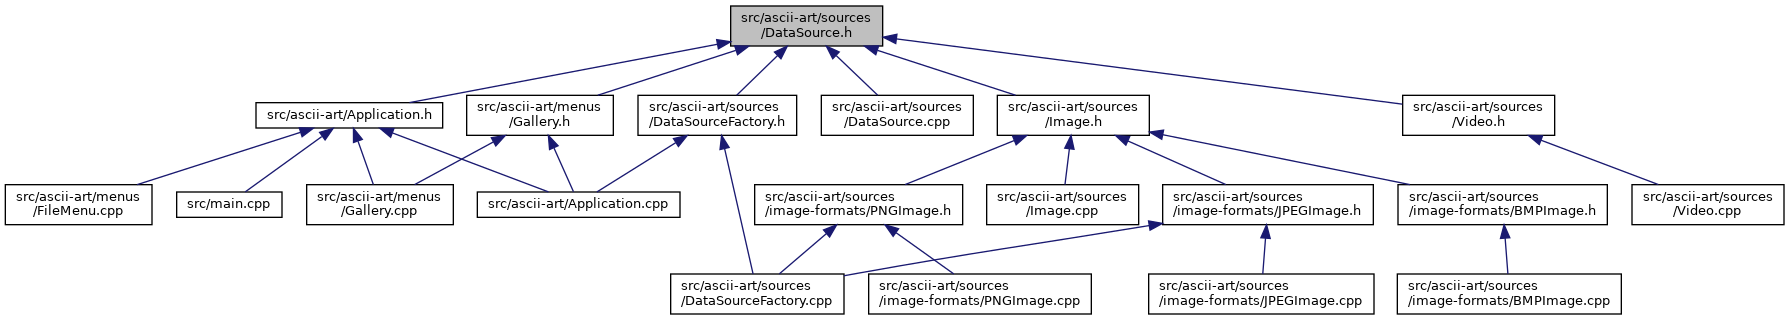 src/ascii-art/sources
/DataSource.h
src/ascii-art/Application.h
src/ascii-art/menus
/Gallery.h
src/ascii-art/sources
/DataSourceFactory.h
src/ascii-art/sources
/DataSource.cpp
src/ascii-art/sources
/Image.h
src/ascii-art/sources
/Video.h
src/ascii-art/menus
/FileMenu.cpp
src/main.cpp
src/ascii-art/menus
/Gallery.cpp
src/ascii-art/Application.cpp
src/ascii-art/sources
/image-formats/PNGImage.h
src/ascii-art/sources
/Image.cpp
src/ascii-art/sources
/image-formats/JPEGImage.h
src/ascii-art/sources
/image-formats/BMPImage.h
src/ascii-art/sources
/Video.cpp
src/ascii-art/sources
/DataSourceFactory.cpp
src/ascii-art/sources
/image-formats/PNGImage.cpp
src/ascii-art/sources
/image-formats/JPEGImage.cpp
src/ascii-art/sources
/image-formats/BMPImage.cpp